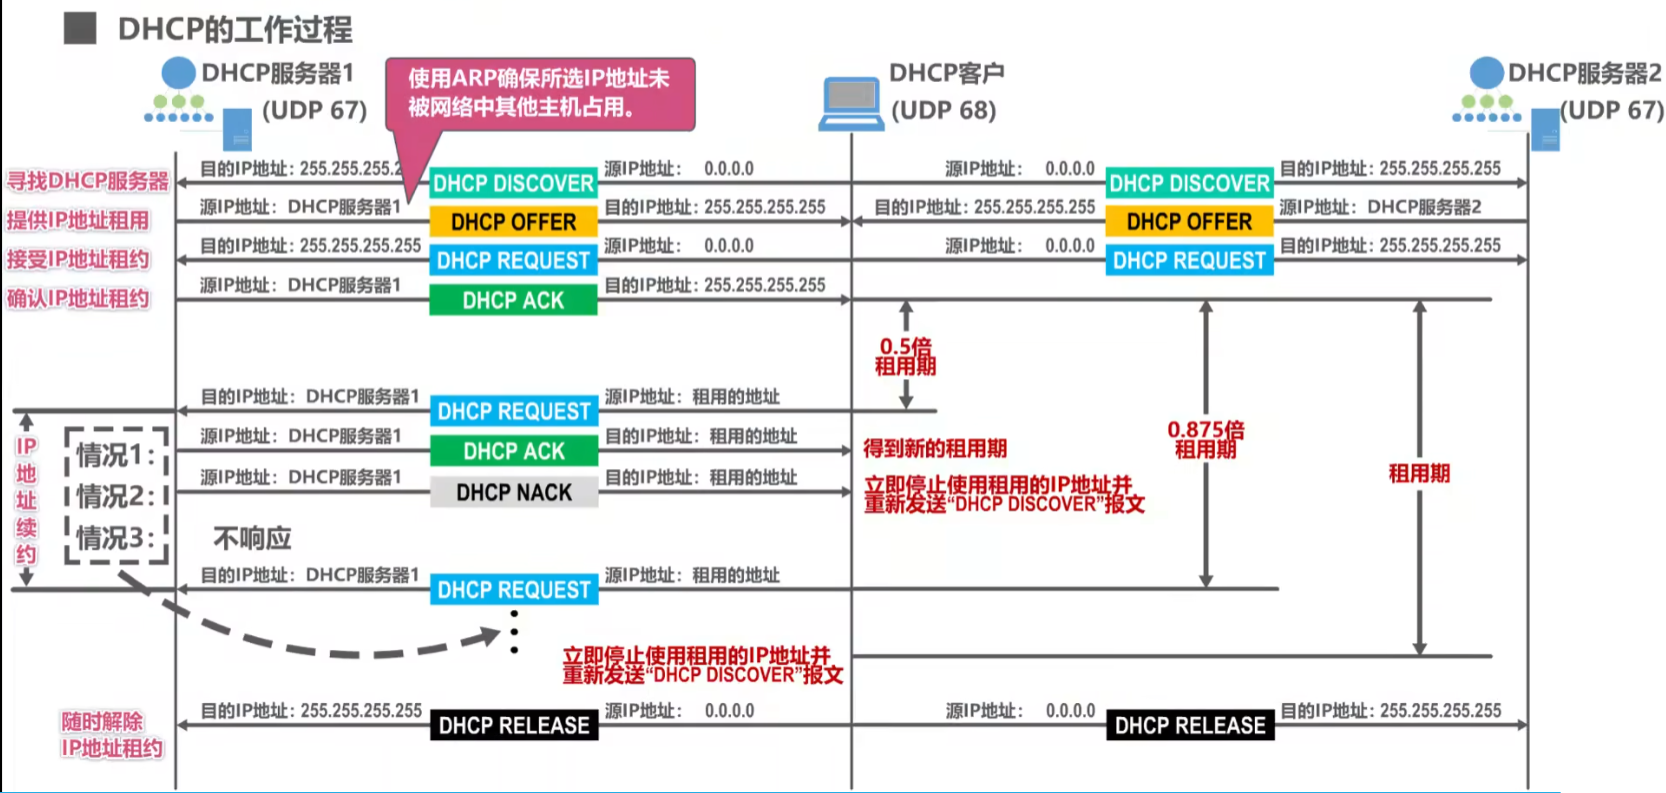 DHCP的工作过程
DHCP服务器1
(UDP 67)
使用ARP确保所选IP地址未
被网络中其他主机占用。
DHCP客户
(UDP 68)
DHCP服务器2
(UDP 67)
寻找DHCP服务器
目的IP地址: 255.255.255.2
DHCP DISCOVER
源IP地址: 0.0.0.0
源IP地址: 0.0.0.0
DHCP DISCOVER
目的IP地址: 255.255.255.255
提供IP地址租用
源IP地址: DHCP服务器1
DHCP OFFER
目的IP地址: 255.255.255.255
目的IP地址: 255.255.255.255
DHCP OFFER
源IP地址: DHCP服务器2
接受IP地址租约
目的IP地址: 255.255.255.255
DHCP REQUEST
源IP地址: 0.0.0.0
源IP地址: 0.0.0.0
DHCP REQUEST
目的IP地址: 255.255.255.255
确认IP地址租约
源IP地址: DHCP服务器1
DHCP ACK
目的IP地址: 255.255.255.255
0.5倍
租用期
0.875倍
租用期
租用期
IP地址续约
目的IP地址: DHCP服务器1
DHCP REQUEST
源IP地址: 租用的地址
情况1:
源IP地址: DHCP服务器1
DHCP ACK
目的IP地址: 租用的地址
得到新的租用期
情况2:
源IP地址: DHCP服务器1
DHCP NACK
目的IP地址: 租用的地址
立即停止使用租用的IP地址并
重新发送“DHCP DISCOVER”报文
情况3:
不响应
目的IP地址: DHCP服务器1
DHCP REQUEST
源IP地址: 租用的地址
立即停止使用租用的IP地址并
重新发送“DHCP DISCOVER”报文
随时解除
IP地址租约
目的IP地址: 255.255.255.255
DHCP RELEASE
源IP地址: 0.0.0.0
源IP地址: 0.0.0.0
DHCP RELEASE
目的IP地址: 255.255.255.255